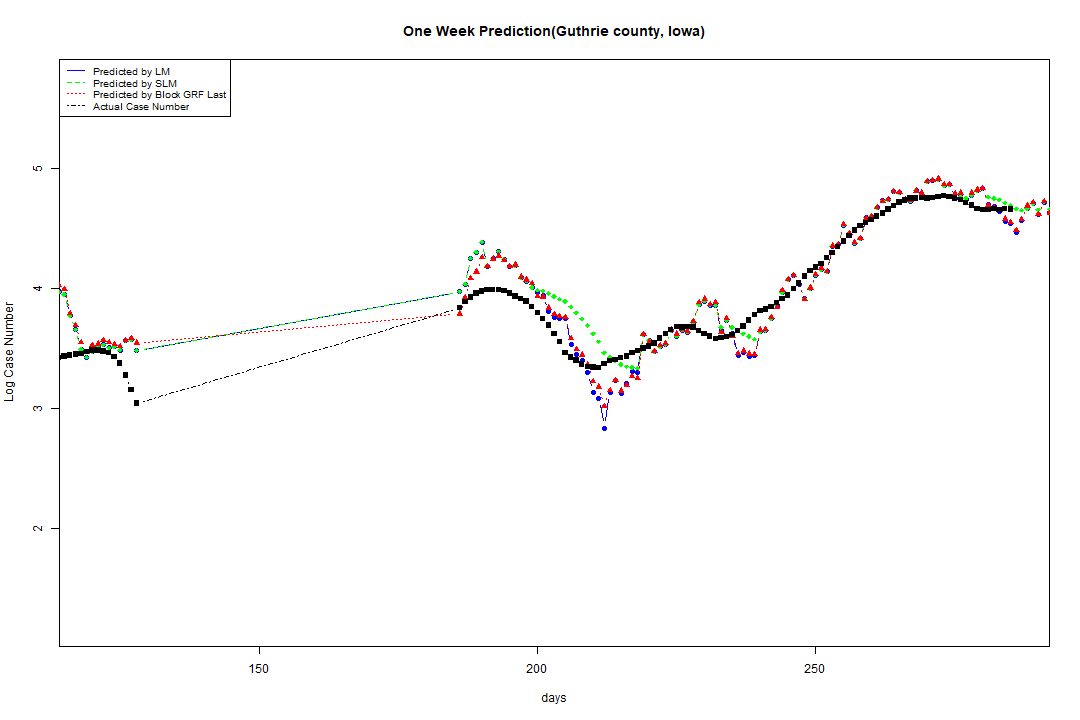 One Week Prediction(Guthrie county, Iowa)
Predicted by LM
Predicted by SLM
Predicted by Block GRF Last
Actual Case Number
5
4
3
2
Log Case Number
150 200 250
days